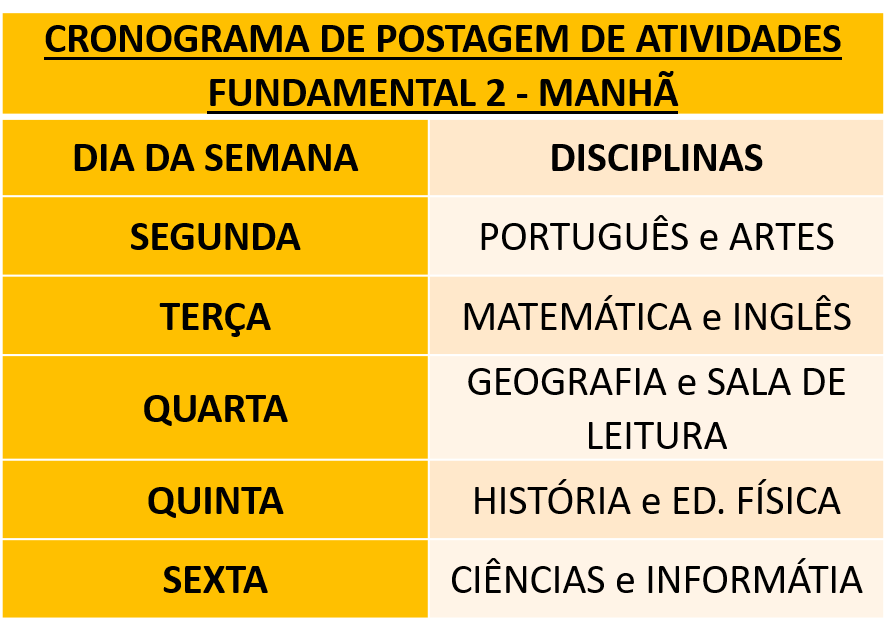 CRONOGRAMA DE POSTAGEM DE ATIVIDADES
FUNDAMENTAL 2 - MANHÃ
DIA DA SEMANA
DISCIPLINAS
SEGUNDA
PORTUGUÊS e ARTES
TERÇA
MATEMÁTICA e INGLÊS
QUARTA
GEOGRAFIA e SALA DE
LEITURA
QUINTA
HISTÓRIA e ED. FÍSICA
SEXTA
CIÊNCIAS e INFORMÁTIA